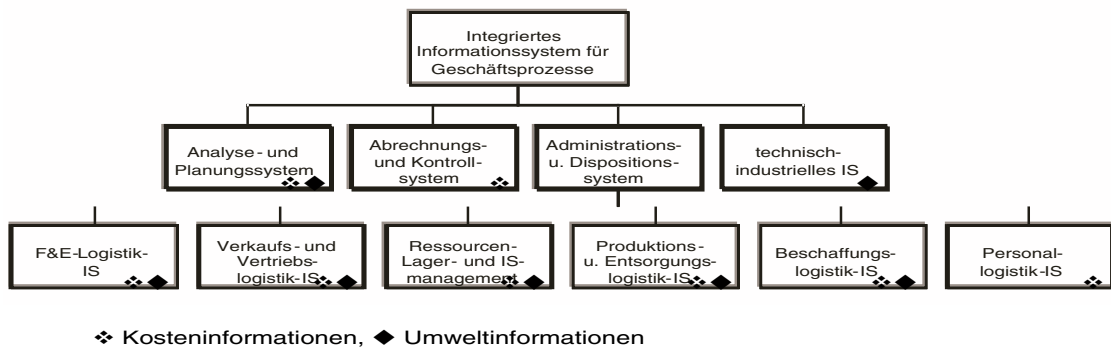 Integriertes
Informationssystem für
Geschäftsprozesse
Analyse- und
Planungssystem
Abrechnungs-
und Kontroll-
system
Administrations-
u. Dispositions-
system
technisch-
industrielles IS
F&E-Logistik-
IS
Verkaufs- und
Vertriebs-
logistik-IS
Ressourcen-
Lager- und IS-
management
Produktions-
u. Entsorgungs-
logistik-IS
Beschaffungs-
logistik-IS
Personal-
logistik-IS
❖ Kosteninformationen, ◆ Umweltinformationen